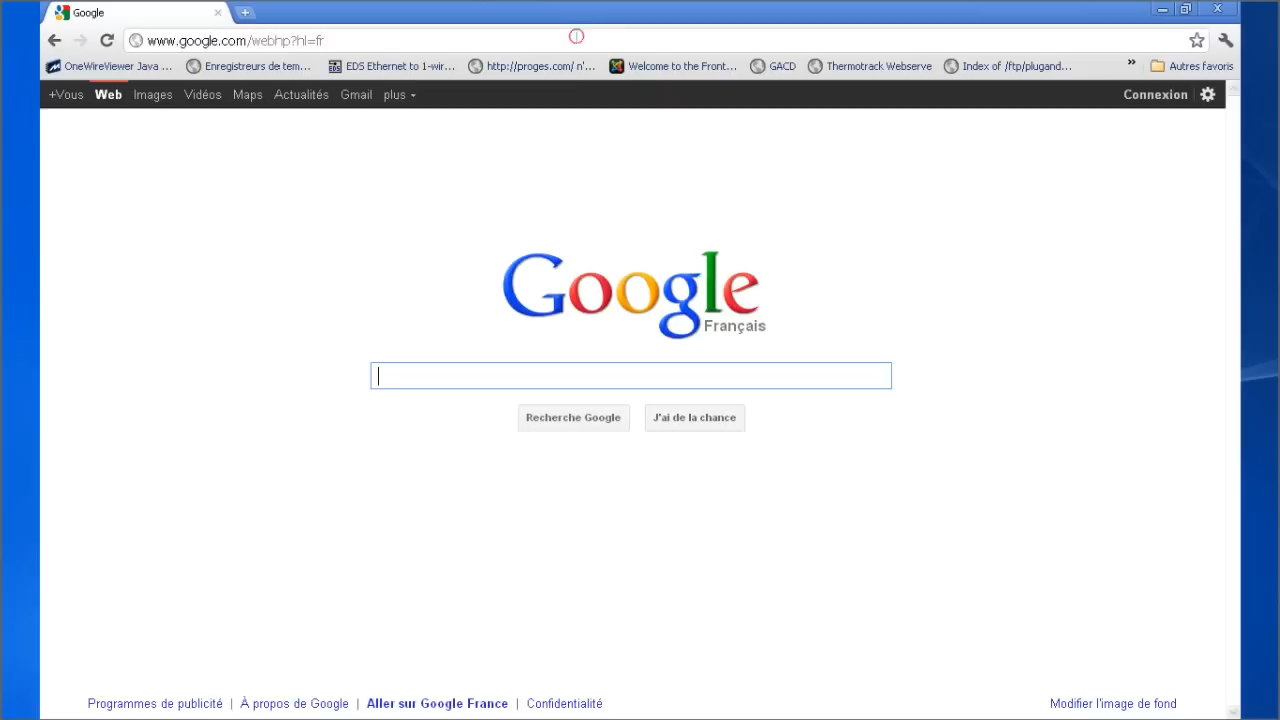 Google
www.google.com/webhp?hl=fr
OneWireViewer Java ... Enregistreurs de tem... EDS Ethernet to 1-wir... http://proges.com/ n'... Welcome to the Front... GACD Thermotrack Webserve Index of /ftp/plugand... » Autres favoris
+Vous Web Images Vidéos Maps Actualités Gmail plus Connexion
Google
Français
Recherche Google J'ai de la chance
Programmes de publicité | À propos de Google | Aller sur Google France | Confidentialité Modifier l'image de fond